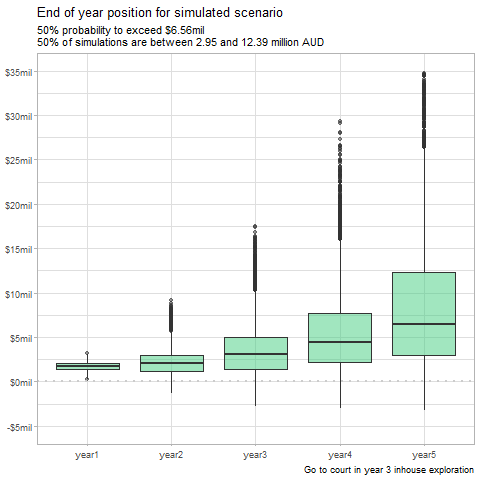 End of year position for simulated scenario
50% probability to exceed $6.56mil
50% of simulations are between 2.95 and 12.39 million AUD
$35mil
$30mil
$25mil
$20mil
$15mil
$10mil
$5mil
$0mil
-$5mil
year1 year2 year3 year4 year5
Go to court in year 3 inhouse exploration